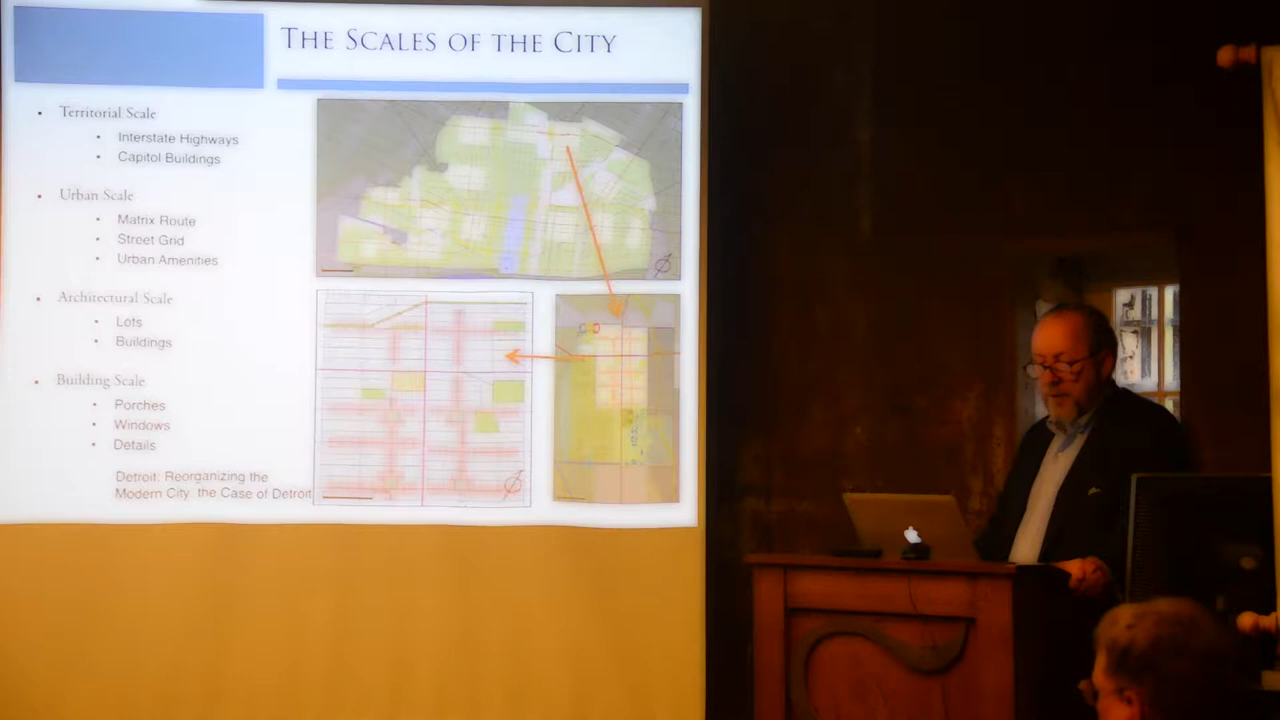 THE SCALES OF THE CITY
Territorial Scale
Interstate Highways
Capitol Buildings
Urban Scale
Matrix Route
Street Grid
Urban Amenities
Architectural Scale
Lots
Buildings
Building Scale
Porches
Windows
Details
Detroit: Reorganizing the
Modern City: the Case of Detroit